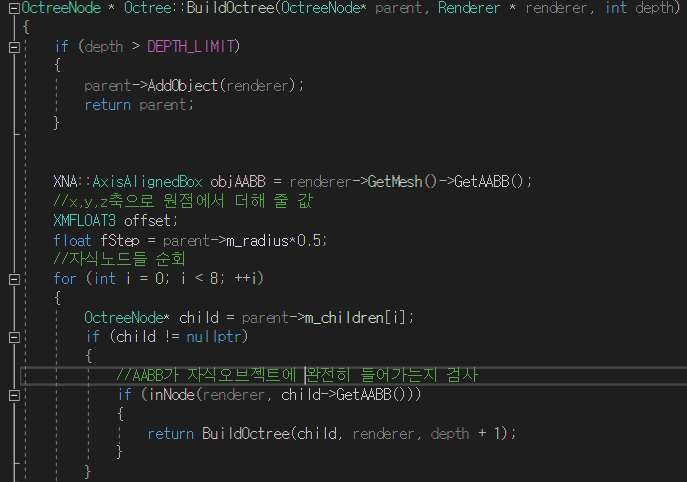 OctreeNode * Octree::BuildOctree(OctreeNode* parent, Renderer * renderer, int depth)
{
if (depth > DEPTH_LIMIT)
{
parent->AddObject(renderer);
return parent;
}
XNA::AxisAlignedBox objAABB = renderer->GetMesh()->GetAABB();
//x,y,z축으로 원점에서 더해 줄 값
XMFLOAT3 offset;
float fStep = parent->m_radius*0.5;
//자식노드들 순회
for (int i = 0; i < 8; ++i)
{
OctreeNode* child = parent->m_children[i];
if (child != nullptr)
{
//AABB가 자식오브젝트에 완전히 들어가는지 검사
if (inNode(renderer, child->GetAABB()))
{
return BuildOctree(child, renderer, depth + 1);
}
}